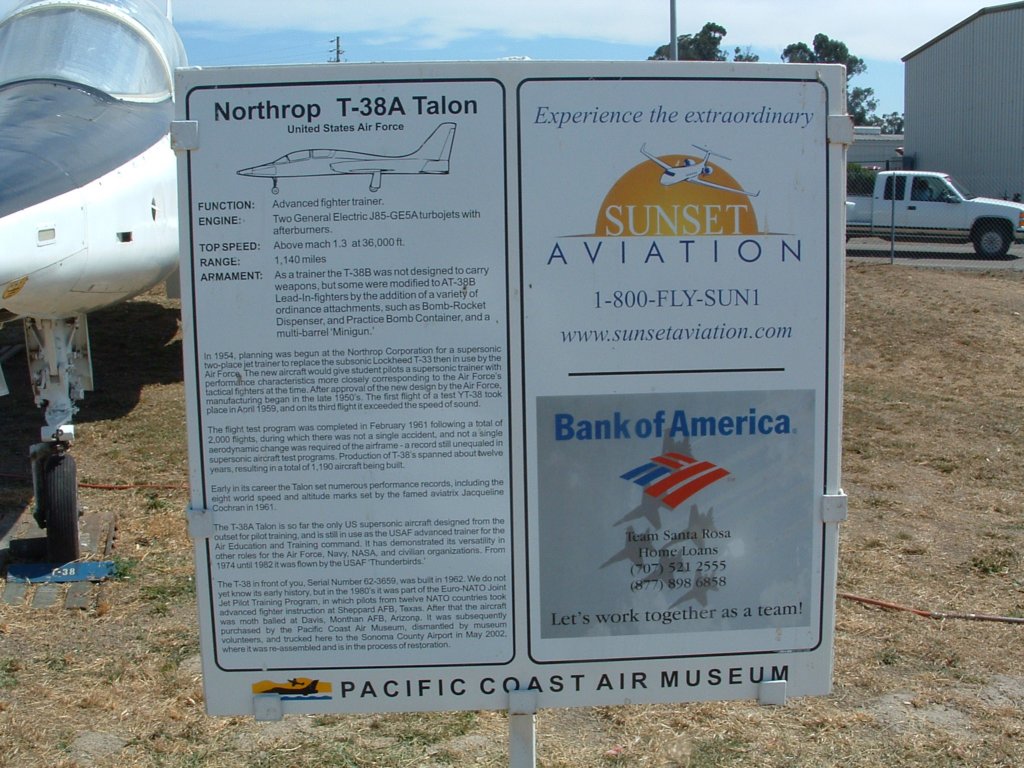 Northrop T-38A Talon
United States Air Force
FUNCTION: Advanced fighter trainer.
ENGINE: Two General Electric J85-GE5A turbojets with
afterburners.
TOP SPEED: Above mach 1.3 at 36,000 ft.
RANGE: 1,140 miles
ARMAMENT: As a trainer the T-38B was not designed to carry
weapons, but some were modified to AT-38B
Lead-In-fighters by the addition of a variety of
ordinance attachments, such as Bomb-Rocket
Dispenser, and Practice Bomb Container, and a
multi-barrel 'Minigun.'
In 1954, planning was begun at the Northrop Corporation for a supersonic
two-place jet trainer to replace the subsonic Lockheed T-33 then in use by the
Air Force. The new aircraft would give student pilots a supersonic trainer with
performance characteristics more closely corresponding to the Air Force's
tactical fighters at the time. After approval of the new design by the Air Force,
manufacturing began in the late 1950's. The first flight of a test YT-38 took
place in April 1959, and on its third flight it exceeded the speed of sound.
The flight test program was completed in February 1961 following a total of
2,000 flights, during which there was not a single accident, and not a single
aerodynamic change was required of the airframe - a record still unequaled in
supersonic aircraft test programs. Production of T-38's spanned about twelve
years, resulting in a total of 1,190 aircraft being built.
Early in its career the Talon set numerous performance records, including the
eight world speed and altitude marks set by the famed aviatrix Jacqueline
Cochran in 1961.
The T-38A Talon is so far the only US supersonic aircraft designed from the
outset for pilot training, and is still in use as the USAF advanced trainer for the
Air Education and Training command. It has demonstrated its versatility in
other roles for the Air Force, Navy, NASA, and civilian organizations. From
1974 until 1982 it was flown by the USAF 'Thunderbirds.'
The T-38 in front of you, Serial Number 62-3659, was built in 1962. We do not
yet know its early history, but in the 1980's it was part of the Euro-NATO Joint
Jet Pilot Training Program, in which pilots from twelve NATO countries took
advanced fighter instruction at Sheppard AFB, Texas. After that the aircraft
was moth balled at Davis, Monthan AFB, Arizona. It was subsequently
purchased by the Pacific Coast Air Museum, dismantled by museum
volunteers, and trucked here to the Sonoma County Airport in May 2002,
where it was re-assembled and is in the process of restoration.
Experience the extraordinary
SUNSET
AVIATION
1-800-FLY-SUN1
www.sunsetaviation.com
Bank of America.
Team Santa Rosa
Home Loans
(707) 521 2555
(877) 898 6858
Let's work together as a team!
PACIFIC COAST AIR MUSEUM
T-38